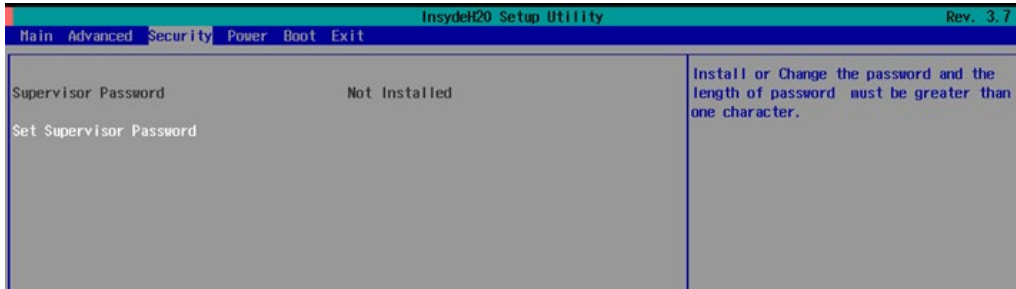 InsydeH20 Setup Utility Rev. 3.7
Main Advanced Security Power Boot Exit
Supervisor Password Not Installed
Set Supervisor Password
Install or Change the password and the
length of password must be greater than
one character.